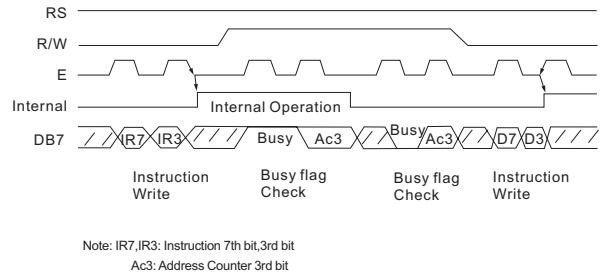 RS
R/W
E
Internal Internal Operation
DB7 IR7 IR3 Busy Ac3 Busy Ac3 D7 D3
Instruction Write
Busy flag Check
Busy flag Check
Instruction Write
Note: IR7,IR3: Instruction 7th bit,3rd bit
Ac3: Address Counter 3rd bit